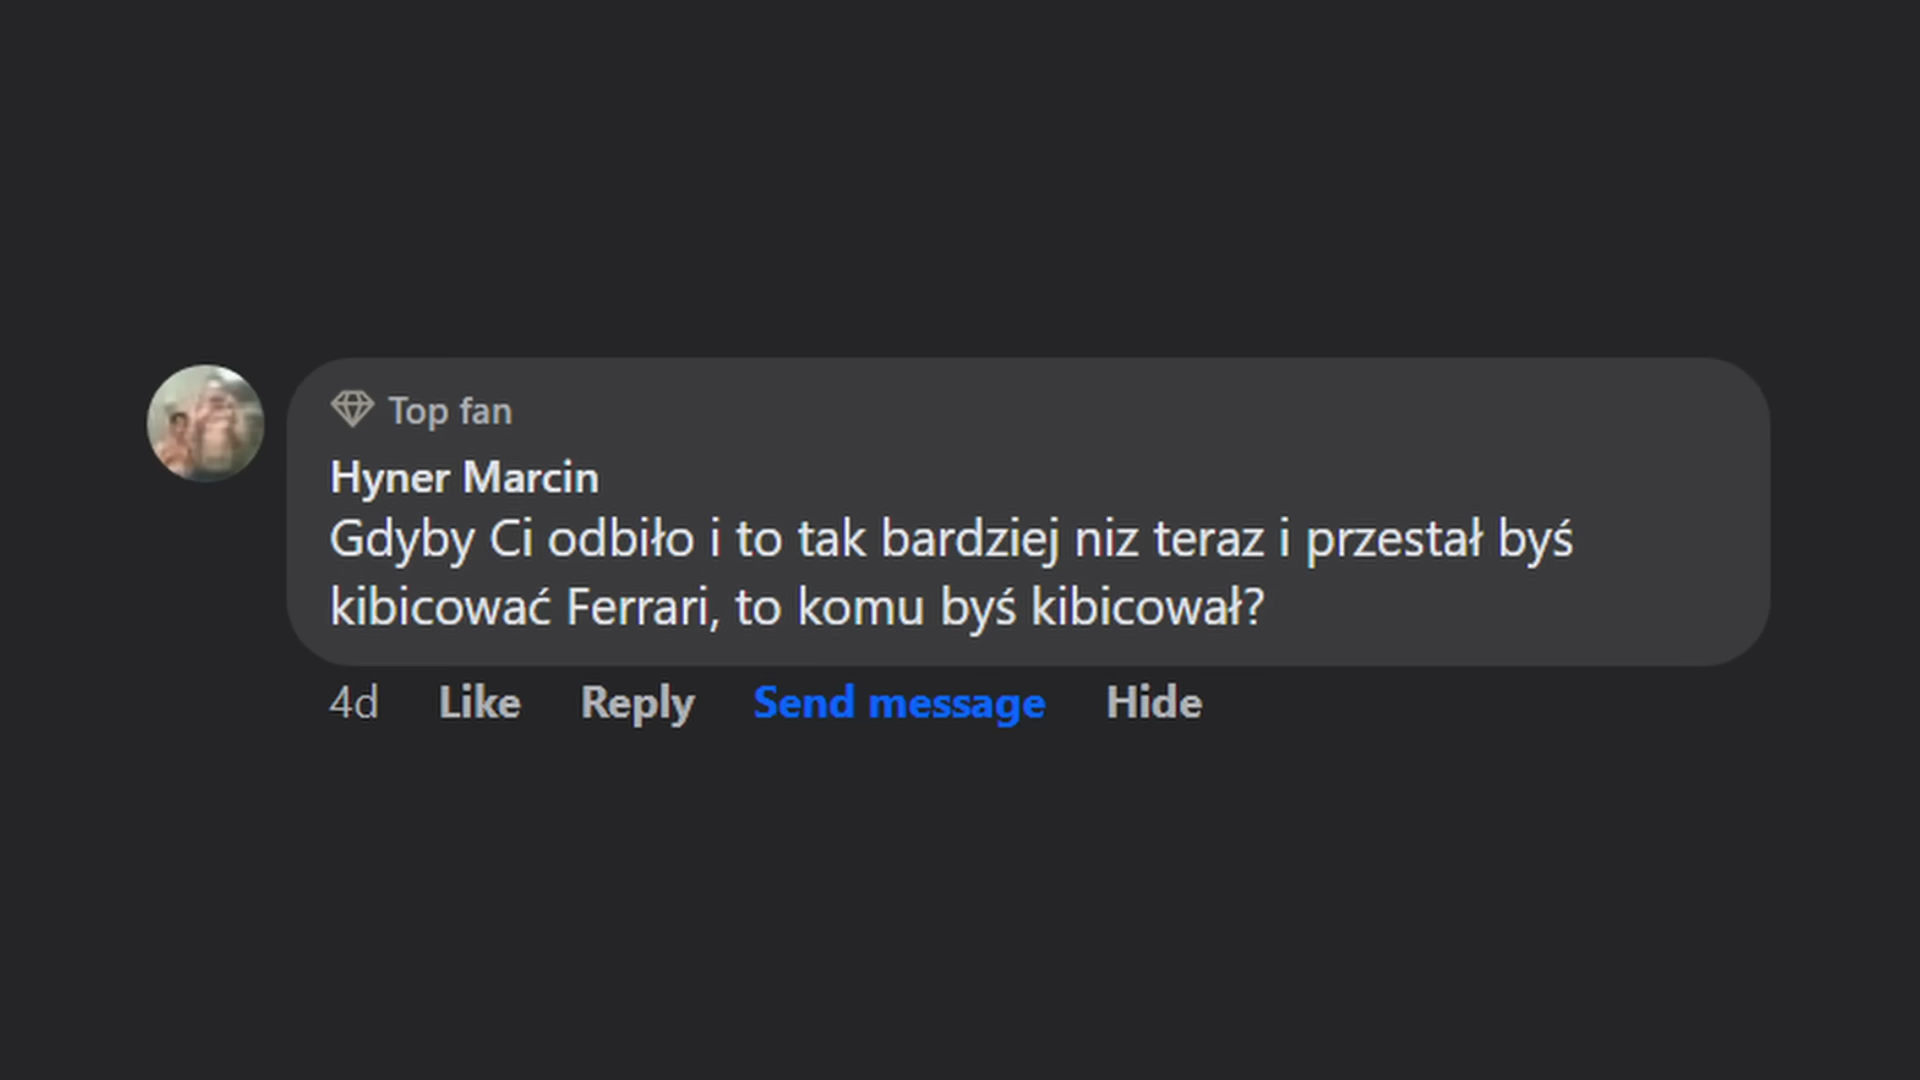 Top fan
Hyner Marcin
Gdyby Ci odbiło i to tak bardziej niz teraz i przestał byś
kibicować Ferrari, to komu byś kibicował?
4d Like Reply Send message Hide